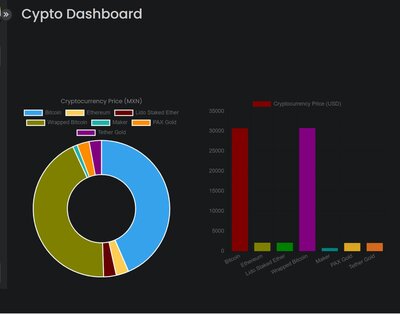 Cypto Dashboard
Cryptocurrency Price (MXN)
Bitcoin Ethereum Lido Staked Ether
Wrapped Bitcoin Maker PAX Gold
Tether Gold
Cryptocurrency Price (USD)
35000
30000
25000
20000
15000
10000
5000
0
Bitcoin
Ethereum
Lido Staked Ether
Wrapped Bitcoin
Maker
PAX Gold
Tether Gold